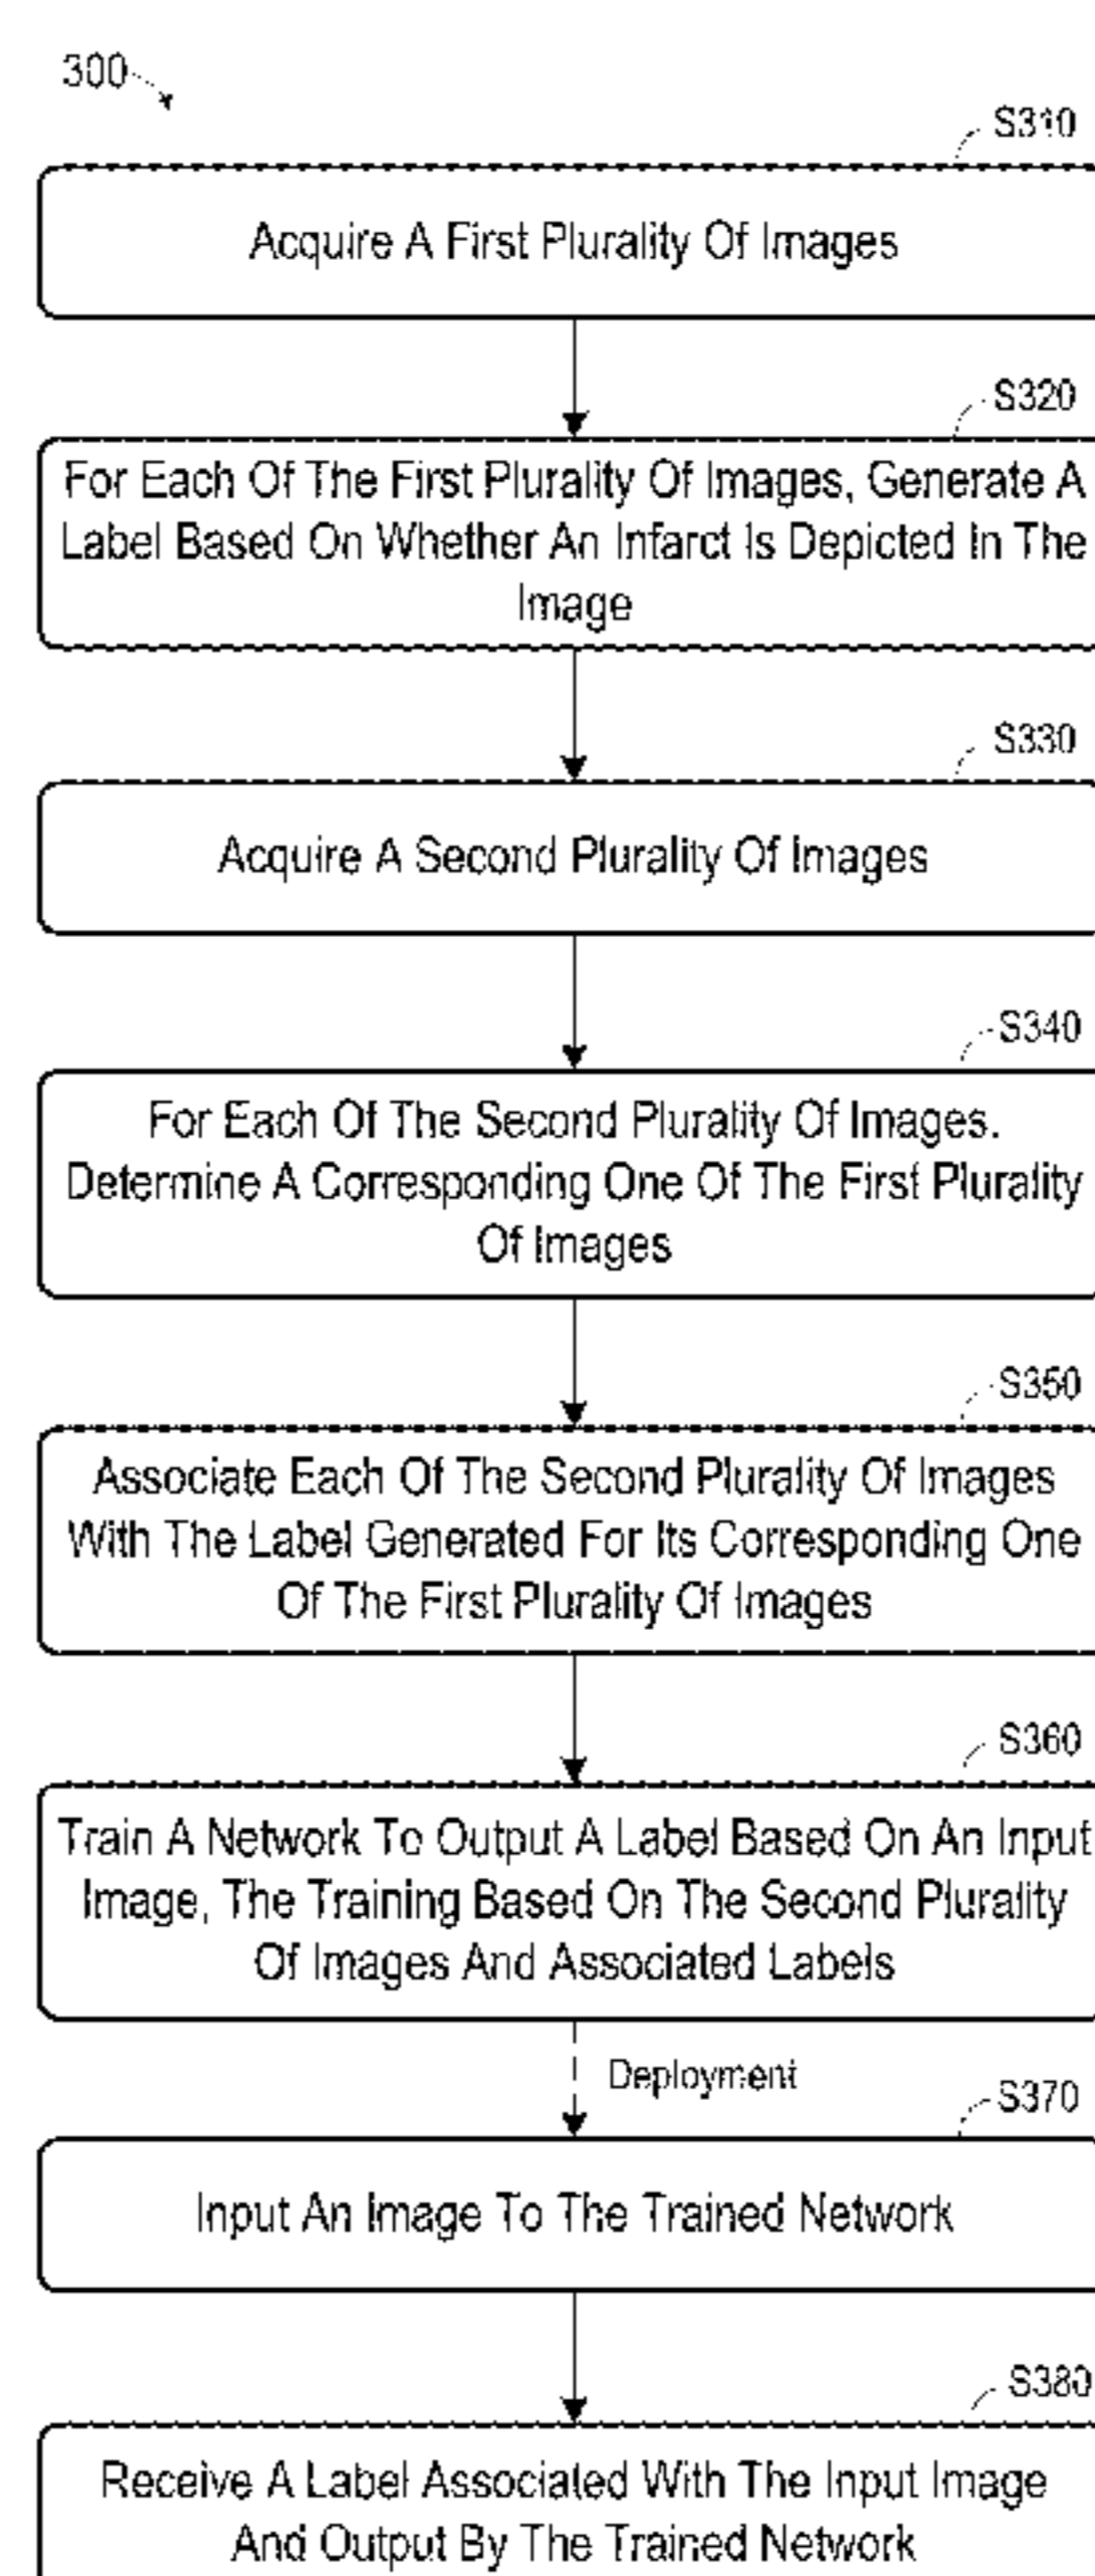 300
S310
Acquire A First Plurality Of Images
S320
For Each Of The First Plurality Of Images, Generate A
Label Based On Whether An Infarct Is Depicted In The
Image
S330
Acquire A Second Plurality Of Images
S340
For Each Of The Second Plurality Of Images.
Determine A Corresponding One Of The First Plurality
Of Images
S350
Associate Each Of The Second Plurality Of Images
With The Label Generated For Its Corresponding One
Of The First Plurality Of Images
S360
Train A Network To Output A Label Based On An Input
Image, The Training Based On The Second Plurality
Of Images And Associated Labels
Deployment
S370
Input An Image To The Trained Network
S380
Receive A Label Associated With The Input Image
And Output By The Trained Network